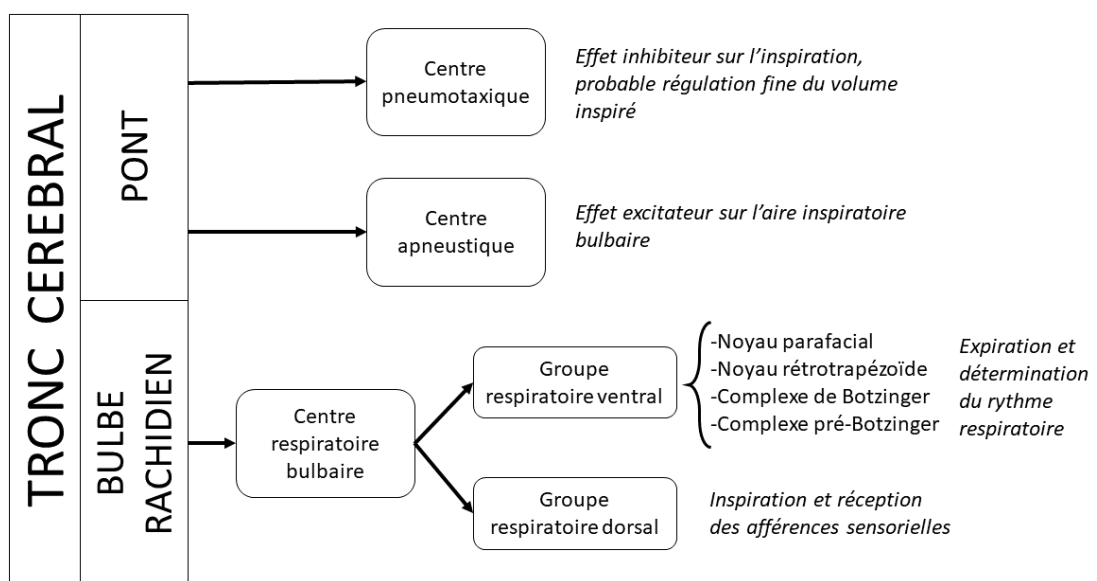 TRONC CEREBRAL
PONT
Centre
pneumotaxique
Effet inhibiteur sur l’inspiration,
probable régulation fine du volume
inspiré
Centre
apneustique
Effet excitateur sur l’aire inspiratoire
bulbaire
BULBE
RACHIDIEN
Centre
respiratoire
bulbaire
Groupe
respiratoire ventral
-Noyau parafacial
-Noyau rétrotrapézoïde
-Complexe de Botzinger
-Complexe pré-Botzinger
Expiration et
détermination
du rythme
respiratoire
Groupe
respiratoire dorsal
Inspiration et réception
des afférences sensorielles